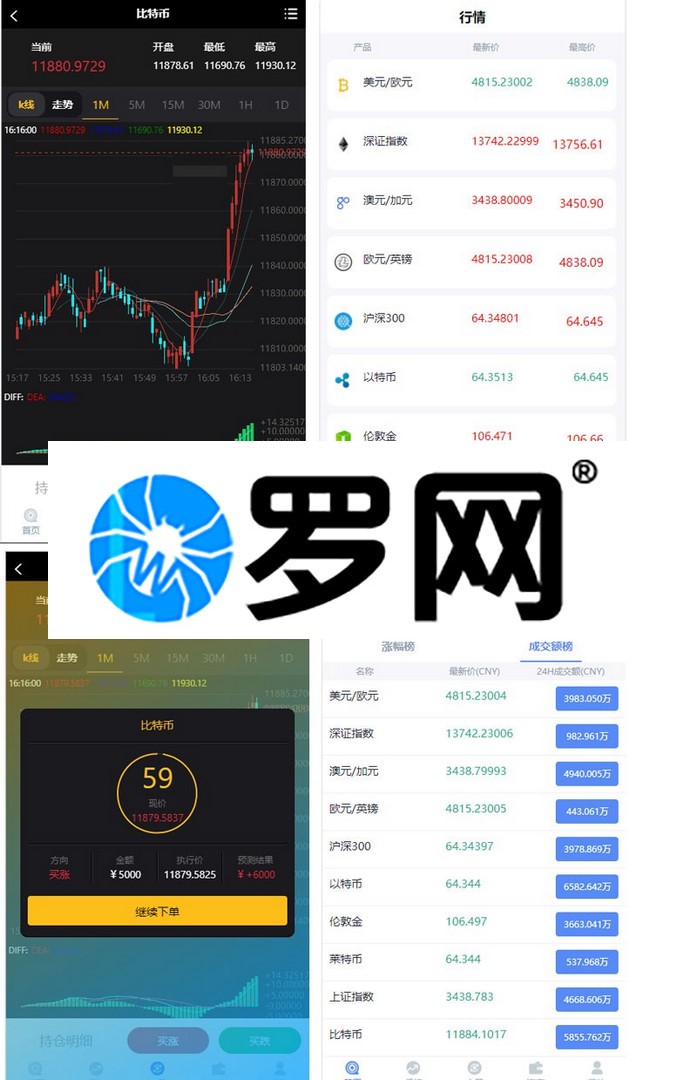 比特币
当前 开盘 最低 最高
11880.9729 11878.61 11690.76 11930.12
k线 走势 1M 5M 15M 30M 1H 1D
16:16:00 11880.9729 11690.76 11930.12
11885.270
11880.000
11870.000
11860.000
11850.000
11840.000
11830.000
11820.000
11810.000
11803.140
15:17 15:25 15:33 15:41 15:49 15:57 16:05 16:13
DIFF: DEA:
+14.32517
+10.00000
持
首页
行情
产品 最新价 最高价
美元/欧元 4815.23002 4838.09
深证指数 13742.22999 13756.61
澳元/加元 3438.80009 3450.90
欧元/英镑 4815.23008 4838.09
沪深300 64.34801 64.645
以特币 64.3513 64.645
伦敦金 106.471 106.66
罗网®
k线 走势 1M 5M 15M 30M 1H 1D
16:16:00 11879.5837 11690.76 11930.12
11885.270
比特币
59
现价
11879.5837
方向 金额 执行价 预测结果
买涨 ¥5000 11879.5825 ¥ +6000
继续下单
DIFF: DEA:
+14.32517
+10.00000
+5.00000
持仓明细 买涨 买跌
涨幅榜 成交额榜
名称 最新价(CNY) 24H成交额(CNY)
美元/欧元 4815.23004 3983.050万
深证指数 13742.23006 982.961万
澳元/加元 3438.79993 4940.005万
欧元/英镑 4815.23005 443.061万
沪深300 64.34397 3978.869万
以特币 64.344 6582.642万
伦敦金 106.497 3663.041万
莱特币 64.344 537.968万
上证指数 3438.783 4668.606万
比特币 11884.1017 5855.762万